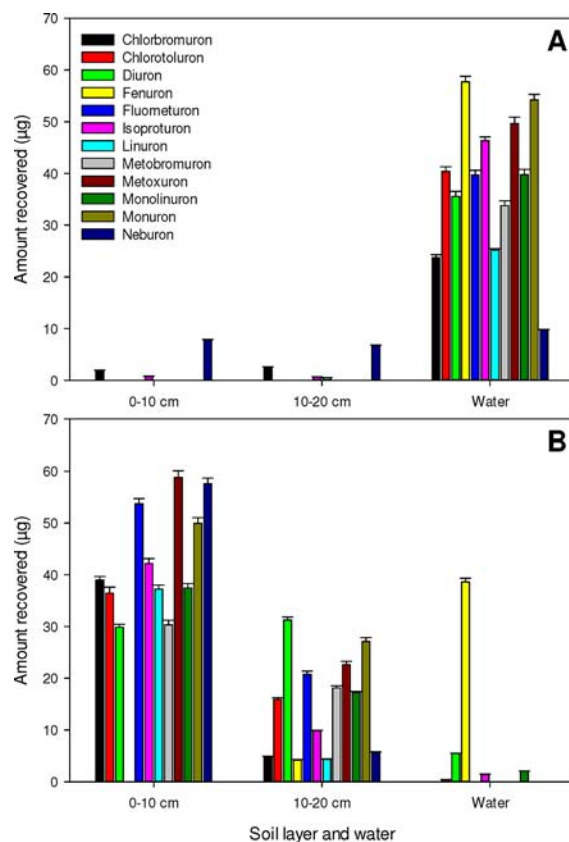 A
Amount recovered (µg)
70
60
50
40
30
20
10
0
Chlorbromuron
Chlorotoluron
Diuron
Fenuron
Fluometuron
Isoproturon
Linuron
Metobromuron
Metoxuron
Monolinuron
Monuron
Neburon
0-10 cm 10-20 cm Water
B
Amount recovered (µg)
70
60
50
40
30
20
10
0
0-10 cm 10-20 cm Water
Soil layer and water